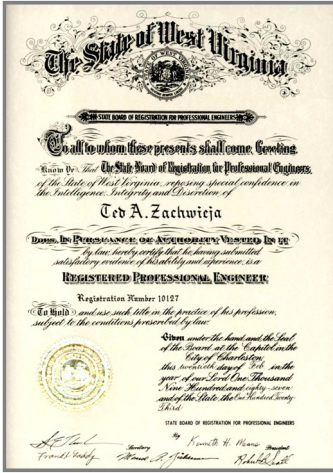 The State of West Virginia
STATE BOARD OF REGISTRATION FOR PROFESSIONAL ENGINEERS
To all to whom these presents shall come, Greeting,
Know Ye That The State Board of Registration for Professional Engineers,
of the State of West Virginia, reposing special confidence in
the Intelligence, Integrity and Discretion of
Ted A. Zachwieja
Does, In Pursuance of Authority Vested In It
by law, hereby certify that he, having submitted
satisfactory evidence of his ability and experience, is a
Registered Professional Engineer
Registration Number 10127
To Hold and use such title in the practice of his profession,
subject to the conditions prescribed by law.
Given under the hand and the Seal
of the Board at the Capitol in the
City of Charleston,
this twentieth day of Feb in the
year of our Lord One Thousand
Nine Hundred and eighty-seven
and of the State the One Hundred Twenty-
Third
STATE BOARD OF REGISTRATION FOR PROFESSIONAL ENGINEERS
By Kenneth H. President
Secretary